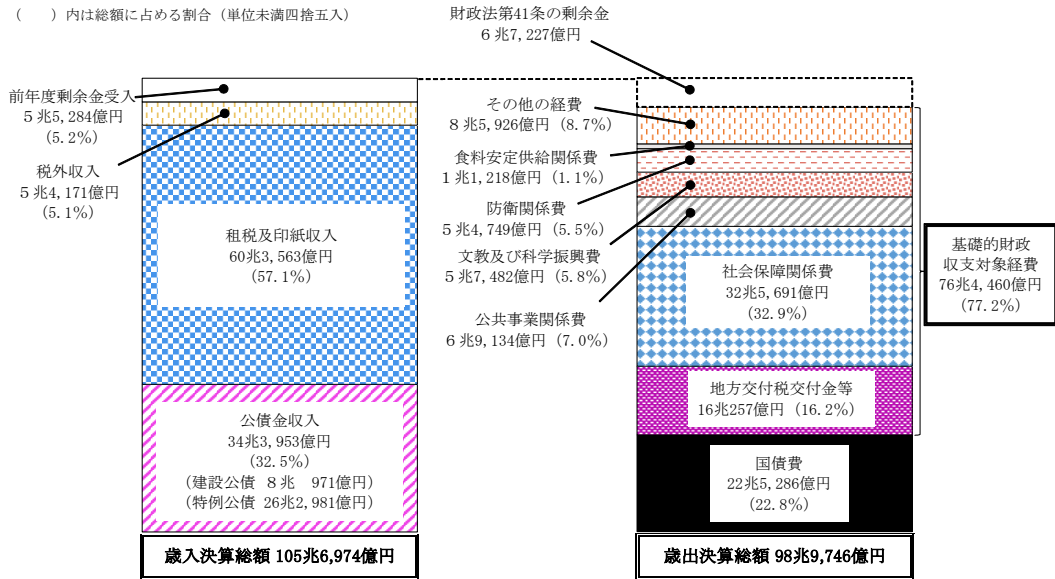 （　　）内は総額に占める割合（単位未満四捨五入）
財政法第41条の剰余金
6兆7,227億円
前年度剰余金受入
5兆5,284億円
(5.2%)
税外収入
5兆4,171億円
(5.1%)
租税及印紙収入
60兆3,563億円
(57.1%)
公債金収入
34兆3,953億円
(32.5%)
(建設公債 8兆　971億円)
(特例公債 26兆2,981億円)
歳入決算総額 105兆6,974億円
その他の経費
8兆5,926億円 (8.7%)
食料安定供給関係費
1兆1,218億円 (1.1%)
防衛関係費
5兆4,749億円 (5.5%)
文教及び科学振興費
5兆7,482億円 (5.8%)
公共事業関係費
6兆9,134億円 (7.0%)
社会保障関係費
32兆5,691億円
(32.9%)
地方交付税交付金等
16兆257億円 (16.2%)
国債費
22兆5,286億円
(22.8%)
歳出決算総額 98兆9,746億円
基礎的財政
収支対象経費
76兆4,460億円
(77.2%)